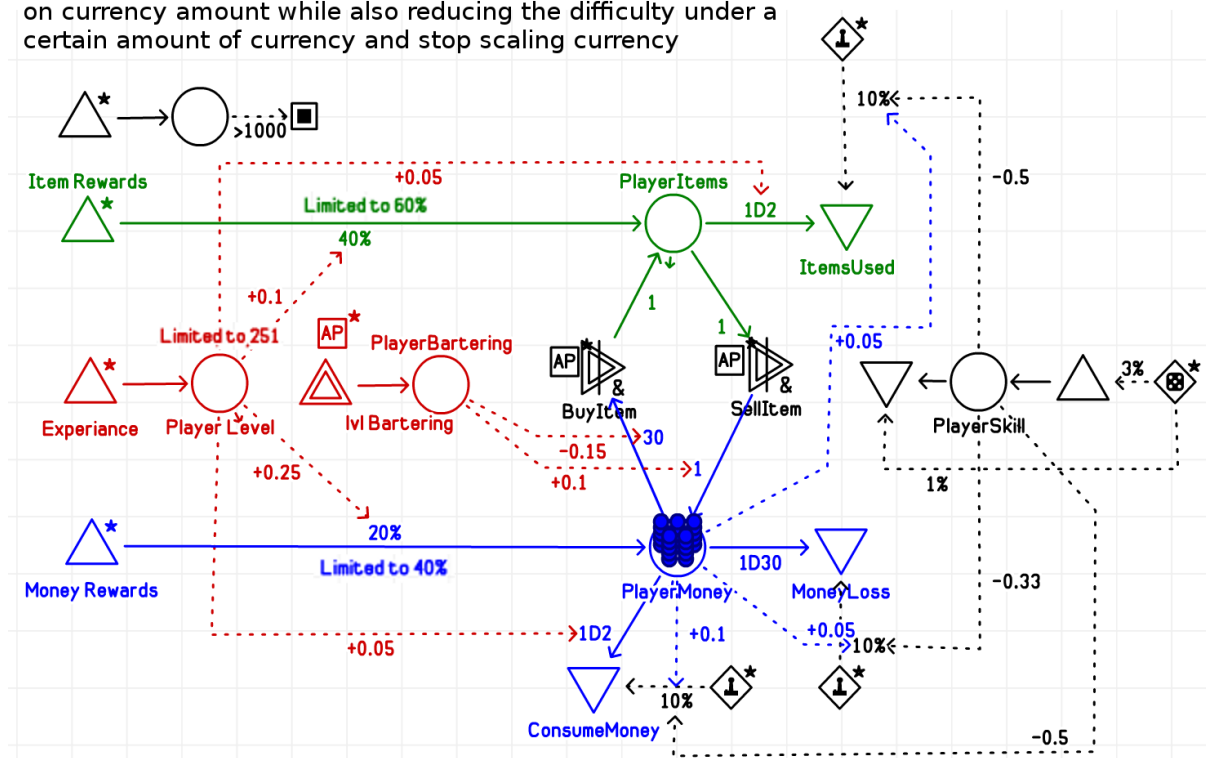 on currency amount while also reducing the difficulty under a
certain amount of currency and stop scaling currency
10%
>1000
-0.5
Item Rewards
+0.05
PlayerItems
Limited to 60%
1D2
40%
ItemsUsed
+0.1
1
Limited to 251
AP
PlayerBartering
1
+0.05
AP
AP
&
&
3%
BuyItem
SellItem
Experiance
Player Level
lvl Bartering
PlayerSkill
30
-0.15
1
+0.25
+0.1
1%
20%
1D30
Limited to 40%
-0.33
Money Rewards
PlayerMoney
MoneyLoss
1D2
+0.1
+0.05
10%
+0.05
10%
ConsumeMoney
-0.5